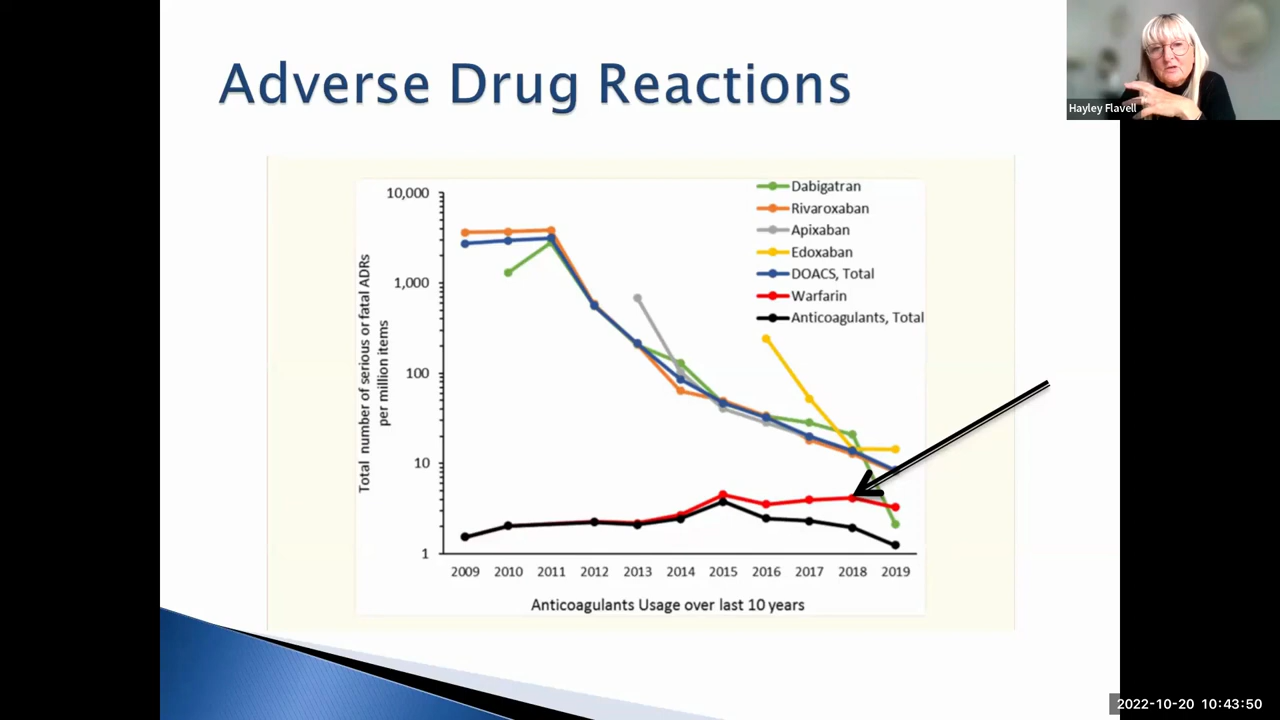 Adverse Drug Reactions
Hayley Flavell
Total number of serious or fatal ADRs
per million items
10,000
1,000
100
10
1
Dabigatran
Rivaroxaban
Apixaban
Edoxaban
DOACS, Total
Warfarin
Anticoagulants, Total
2009 2010 2011 2012 2013 2014 2015 2016 2017 2018 2019
Anticoagulants Usage over last 10 years
2022-10-20 10:43:50